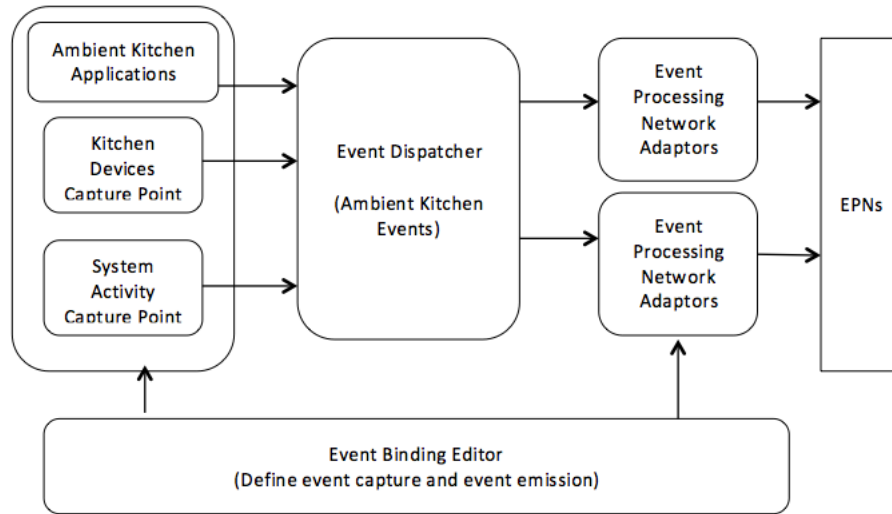 Ambient Kitchen
Applications
Kitchen
Devices
Capture Point
System
Activity
Capture Point
Event Dispatcher
(Ambient Kitchen
Events)
Event
Processing
Network
Adaptors
Event
Processing
Network
Adaptors
EPNs
Event Binding Editor
(Define event capture and event emission)